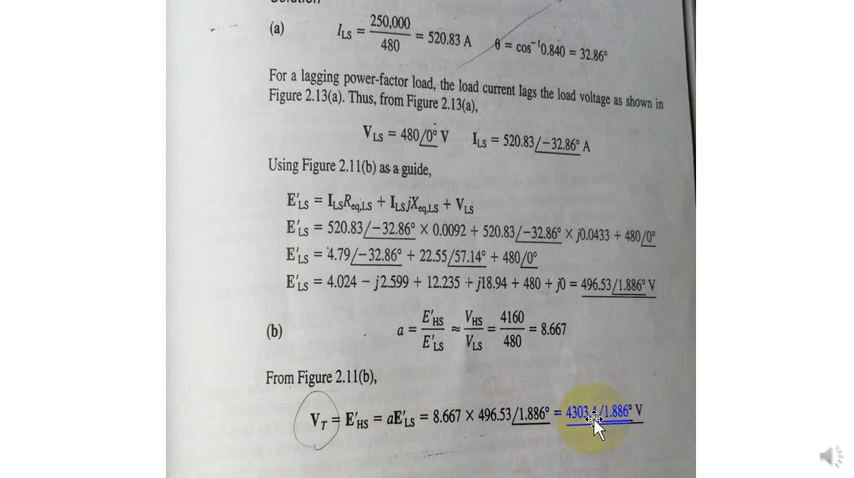 Solution
(a) I_LS = 250,000/480 = 520.83 A θ = cos⁻¹0.840 = 32.86°
For a lagging power-factor load, the load current lags the load voltage as shown in
Figure 2.13(a). Thus, from Figure 2.13(a),
V_LS = 480/0° V I_LS = 520.83/−32.86° A
Using Figure 2.11(b) as a guide,
E′_LS = I_LS R_eq,LS + I_LS jX_eq,LS + V_LS
E′_LS = 520.83/−32.86° × 0.0092 + 520.83/−32.86° × j0.0433 + 480/0°
E′_LS = 4.79/−32.86° + 22.55/57.14° + 480/0°
E′_LS = 4.024 − j2.599 + 12.235 + j18.94 + 480 + j0 = 496.53/1.886° V
(b) a = E′_HS/E′_LS ≈ V_HS/V_LS = 4160/480 = 8.667
From Figure 2.11(b),
V_T = E′_HS = aE′_LS = 8.667 × 496.53/1.886° = 4303.4/1.886° V